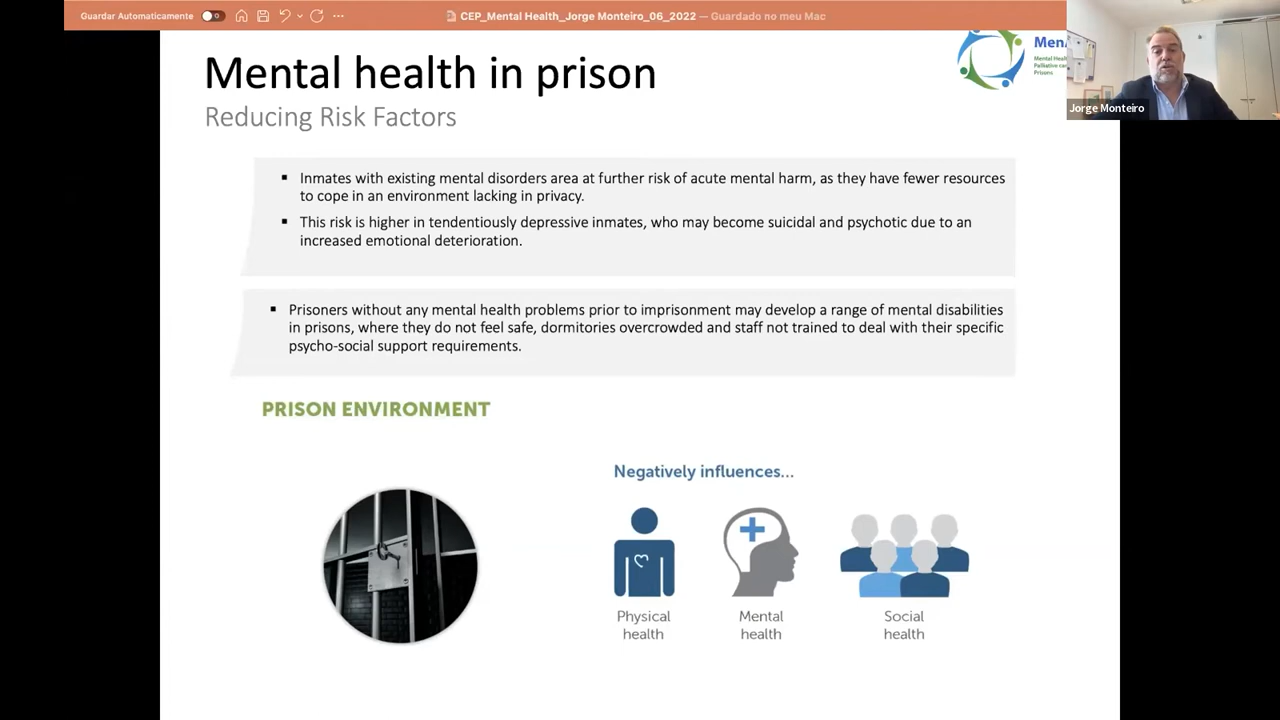 Guardar Automaticamente
CEP_Mental Health_Jorge Monteiro_06_2022 — Guardado no meu Mac
Mental health in prison
Reducing Risk Factors
Jorge Monteiro
▪ Inmates with existing mental disorders area at further risk of acute mental harm, as they have fewer resources
to cope in an environment lacking in privacy.
▪ This risk is higher in tendentiously depressive inmates, who may become suicidal and psychotic due to an
increased emotional deterioration.
▪ Prisoners without any mental health problems prior to imprisonment may develop a range of mental disabilities
in prisons, where they do not feel safe, dormitories overcrowded and staff not trained to deal with their specific
psycho-social support requirements.
PRISON ENVIRONMENT
Negatively influences...
Physical
health
Mental
health
Social
health